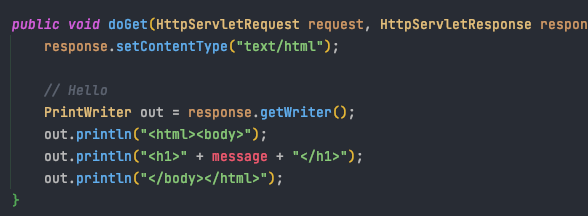 public void doGet(HttpServletRequest request, HttpServletResponse respon
response.setContentType("text/html");
// Hello
PrintWriter out = response.getWriter();
out.println("<html><body>");
out.println("<h1>" + message + "</h1>");
out.println("</body></html>");
}